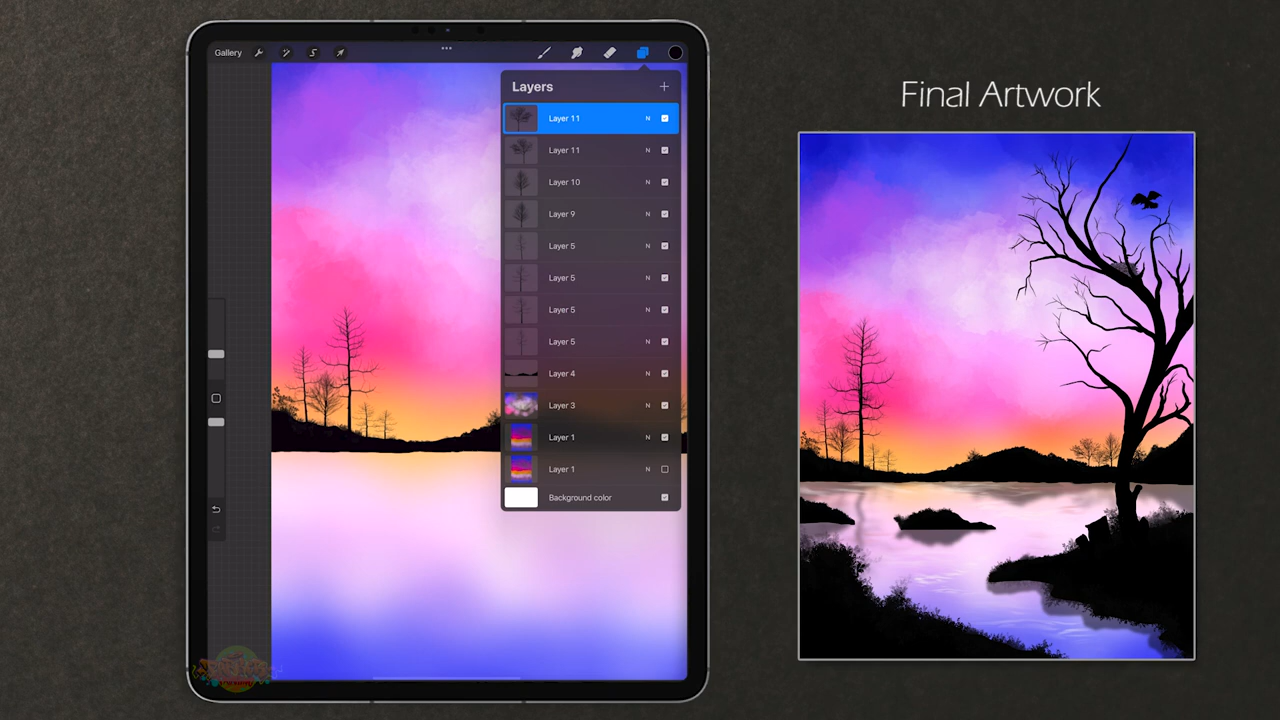 Gallery
Layers
Layer 11 N
Layer 11 N
Layer 10 N
Layer 9 N
Layer 5 N
Layer 5 N
Layer 5 N
Layer 5 N
Layer 4 N
Layer 3 N
Layer 1 N
Layer 1 N
Background color
Final Artwork